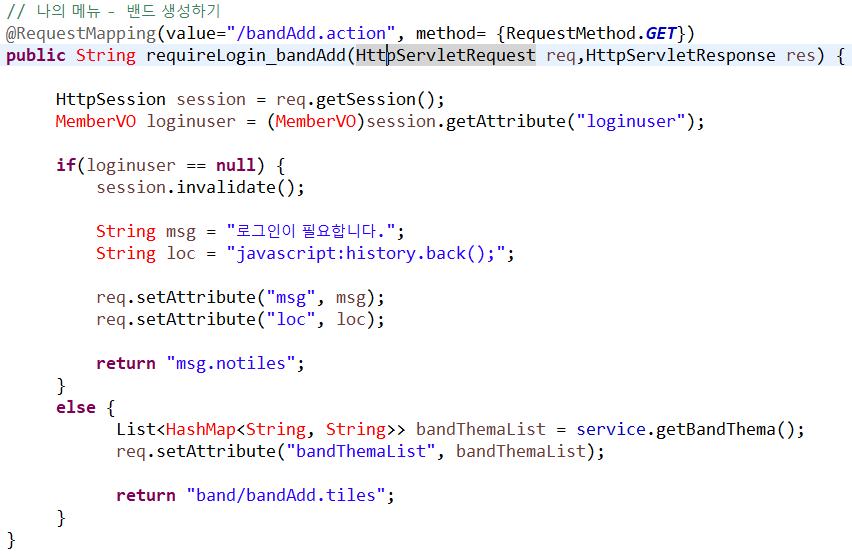 // 나의 메뉴 - 밴드 생성하기
@RequestMapping(value="/bandAdd.action", method= {RequestMethod.GET})
public String requireLogin_bandAdd(HttpServletRequest req,HttpServletResponse res) {
HttpSession session = req.getSession();
MemberVO loginuser = (MemberVO)session.getAttribute("loginuser");
if(loginuser == null) {
session.invalidate();
String msg = "로그인이 필요합니다.";
String loc = "javascript:history.back();";
req.setAttribute("msg", msg);
req.setAttribute("loc", loc);
return "msg.notiles";
}
else {
List<HashMap<String, String>> bandThemaList = service.getBandThema();
req.setAttribute("bandThemaList", bandThemaList);
return "band/bandAdd.tiles";
}
}